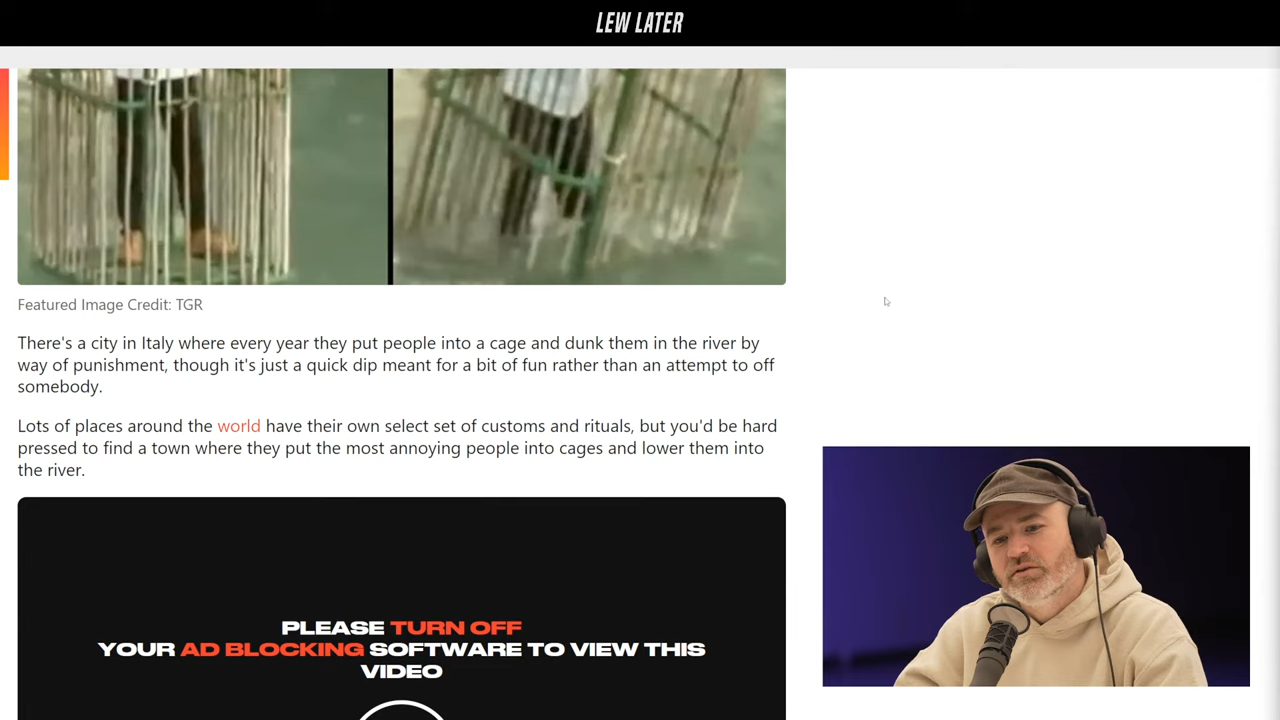 LEW LATER
Featured Image Credit: TGR
There's a city in Italy where every year they put people into a cage and dunk them in the river by
way of punishment, though it's just a quick dip meant for a bit of fun rather than an attempt to off
somebody.
Lots of places around the world have their own select set of customs and rituals, but you'd be hard
pressed to find a town where they put the most annoying people into cages and lower them into
the river.
PLEASE TURN OFF
YOUR AD BLOCKING SOFTWARE TO VIEW THIS
VIDEO